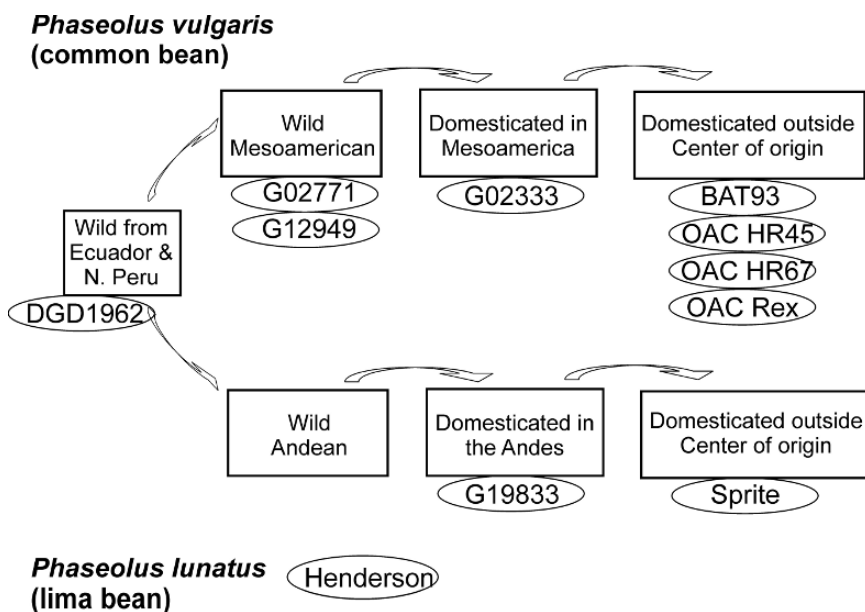 Phaseolus vulgaris
(common bean)
Wild
Mesoamerican
G02771
G12949
Domesticated in
Mesoamerica
G02333
Domesticated outside
Center of origin
BAT93
OAC HR45
OAC HR67
OAC Rex
Wild from
Ecuador &
N. Peru
DGD1962
Wild
Andean
Domesticated in
the Andes
G19833
Domesticated outside
Center of origin
Sprite
Phaseolus lunatus
(lima bean)
Henderson